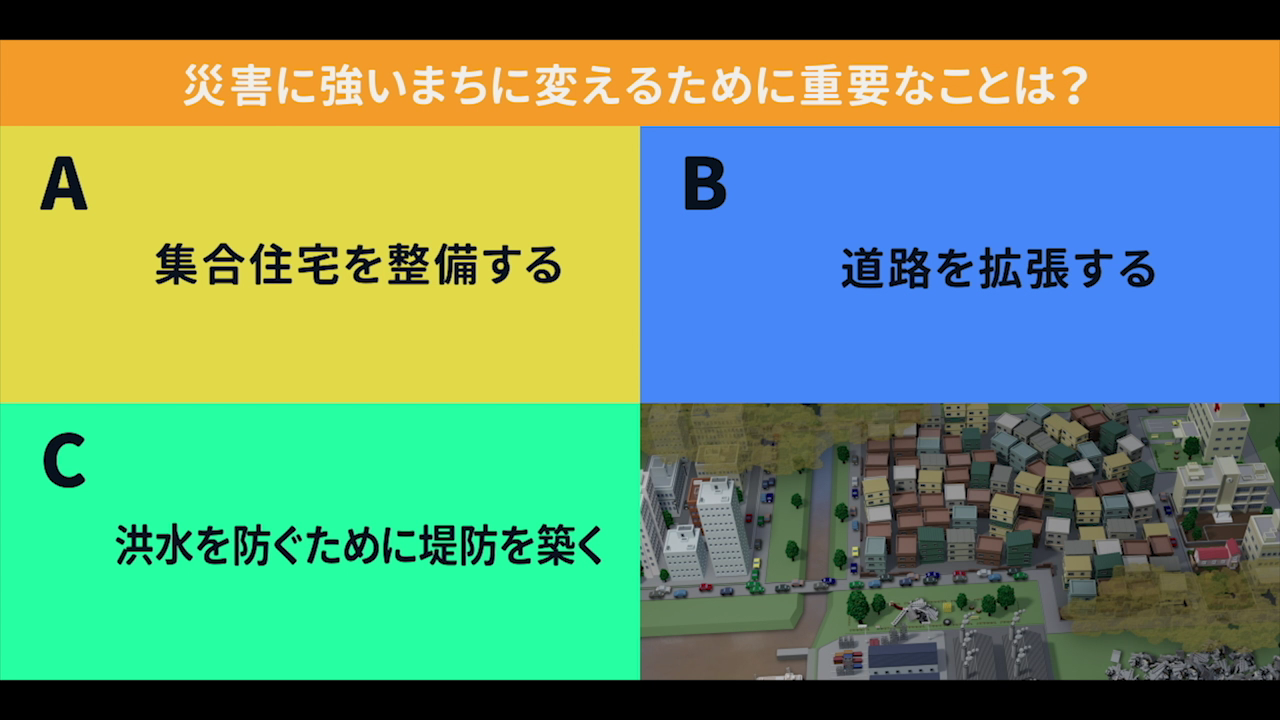 災害に強いまちに変えるために重要なことは？
A
集合住宅を整備する
B
道路を拡張する
C
洪水を防ぐために堤防を築く